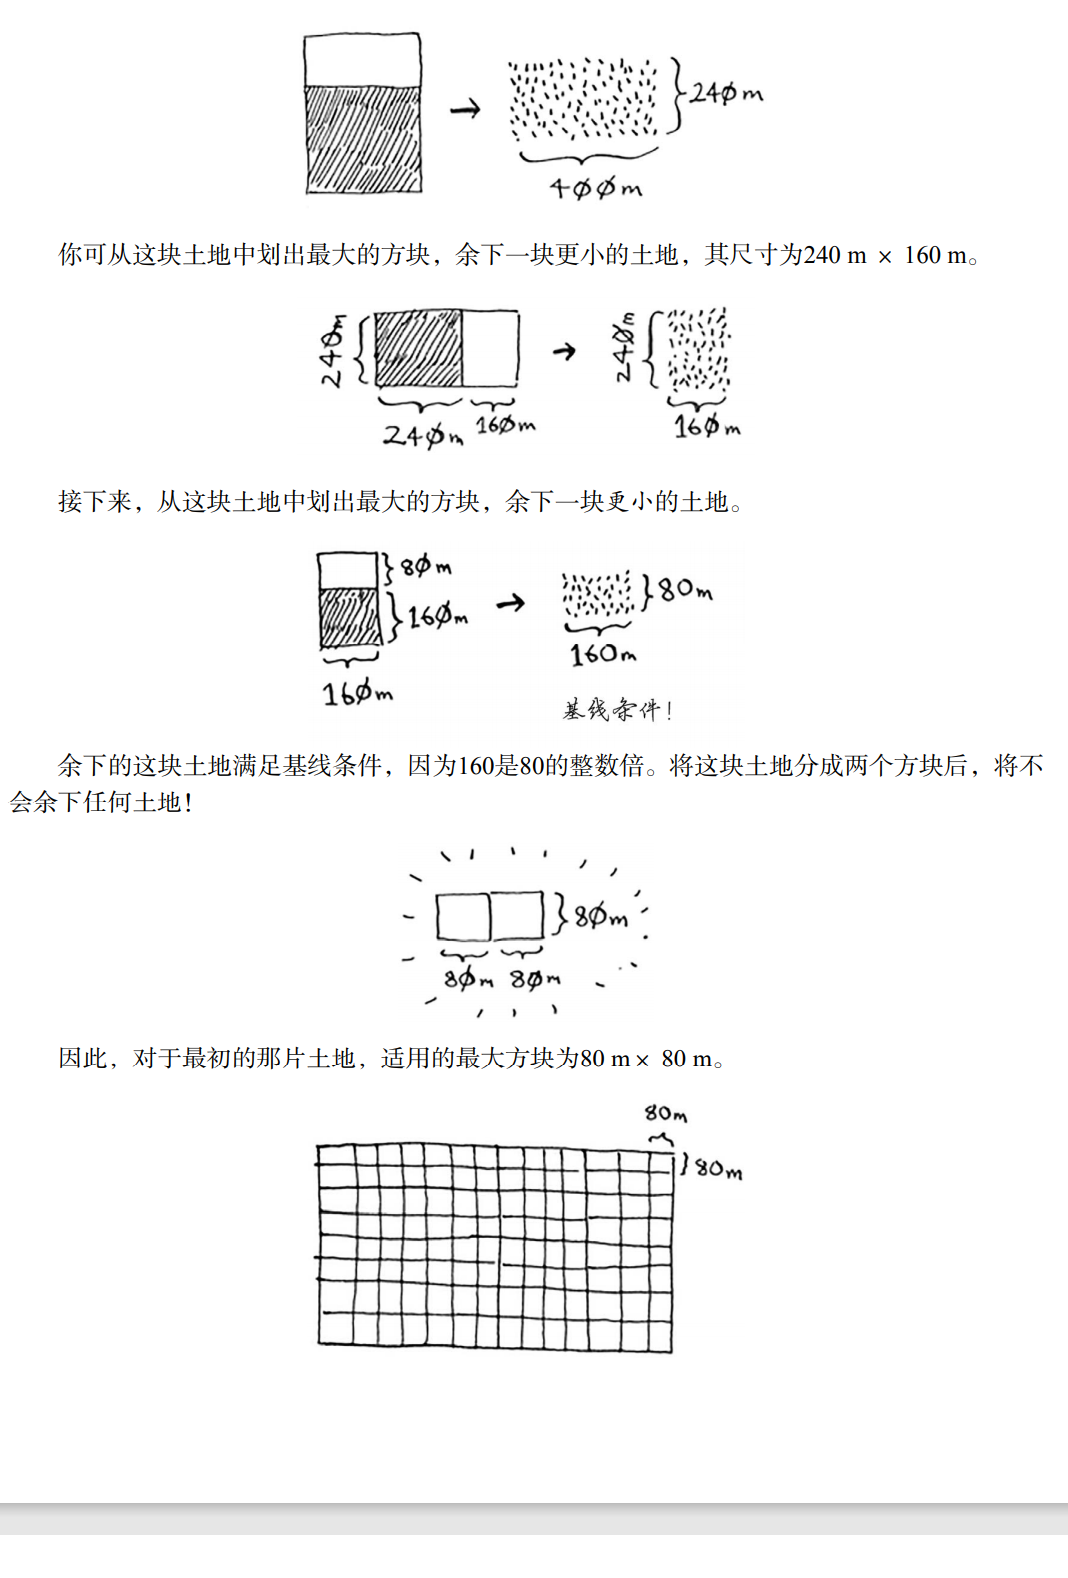 240m
400m
你可从这块土地中划出最大的方块，余下一块更小的土地，其尺寸为240 m × 160 m。
240m
240m
160m
240m
160m
接下来，从这块土地中划出最大的方块，余下一块更小的土地。
80m
160m
160m
80m
160m
基线条件！
余下的这块土地满足基线条件，因为160是80的整数倍。将这块土地分成两个方块后，将不
会余下任何土地！
80m
80m 80m
因此，对于最初的那片土地，适用的最大方块为80 m× 80 m。
80m
80m